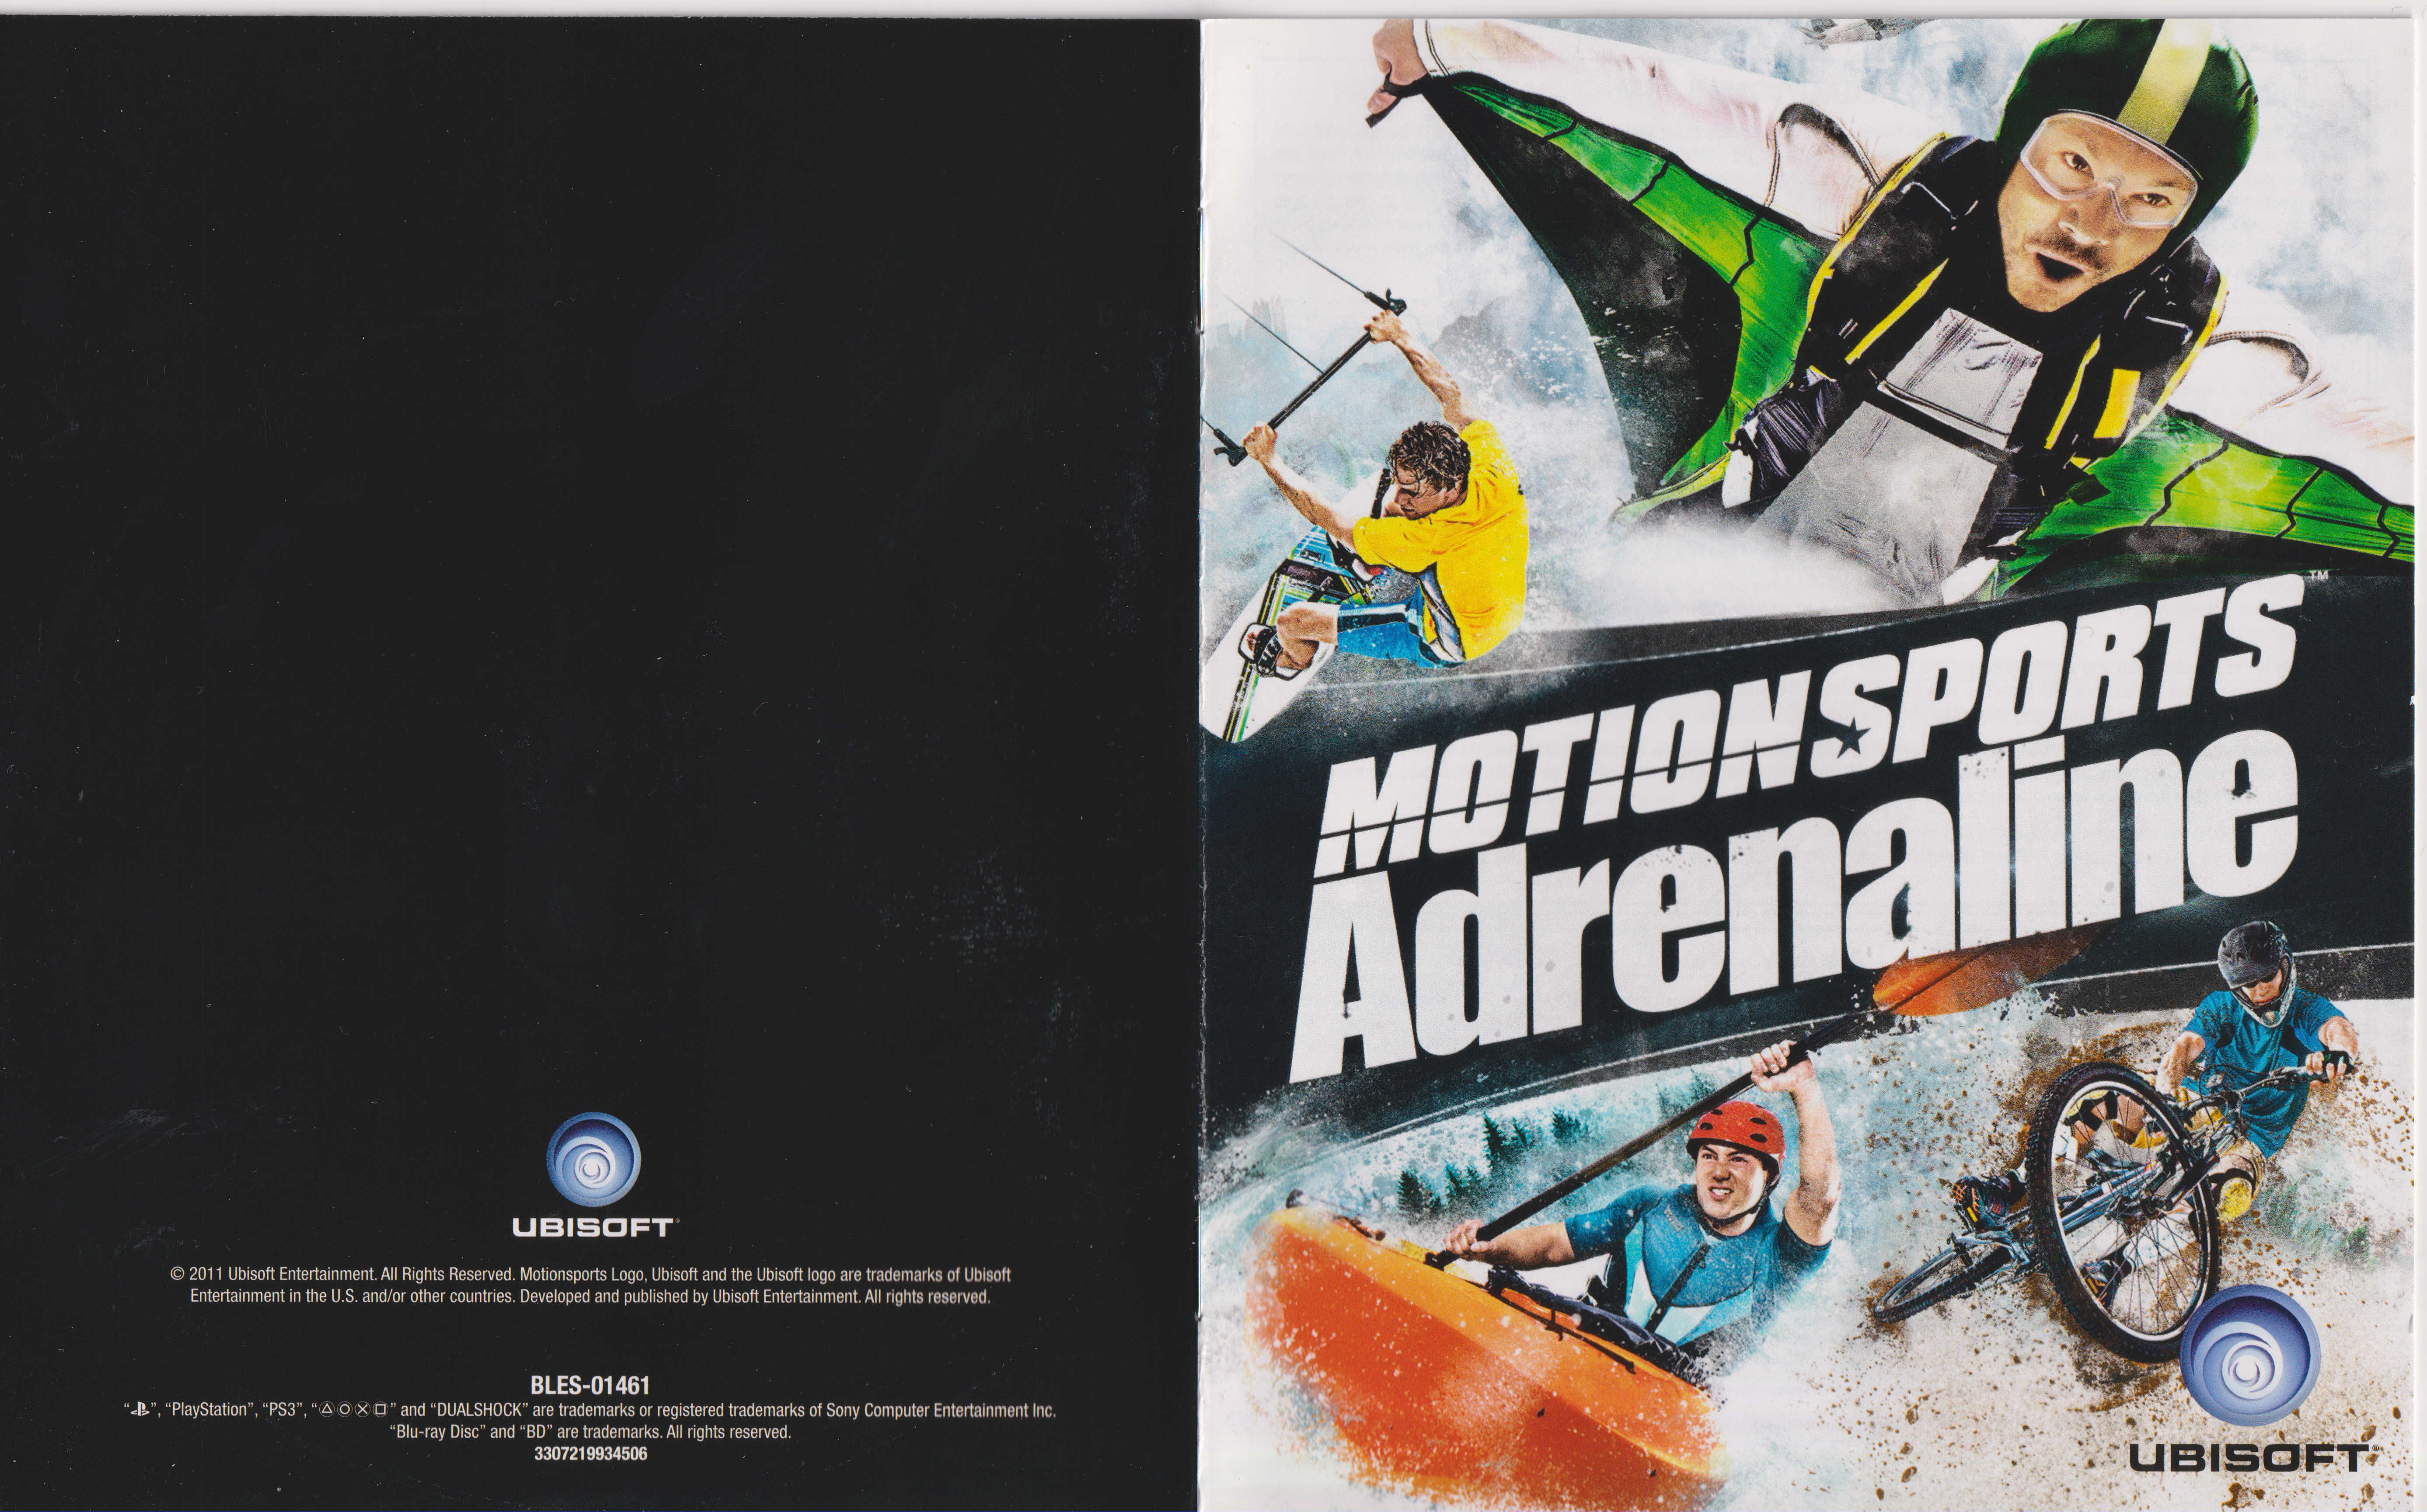 UBISOFT®
© 2011 Ubisoft Entertainment. All Rights Reserved. Motionsports Logo, Ubisoft and the Ubisoft logo are trademarks of Ubisoft
Entertainment in the U.S. and/or other countries. Developed and published by Ubisoft Entertainment. All rights reserved.
BLES-01461
“PS”, “PlayStation”, “PS3”, “△○✕□” and “DUALSHOCK” are trademarks or registered trademarks of Sony Computer Entertainment Inc.
“Blu-ray Disc” and “BD” are trademarks. All rights reserved.
3307219934506
MOTIONSPORTS™
Adrenaline
UBISOFT®